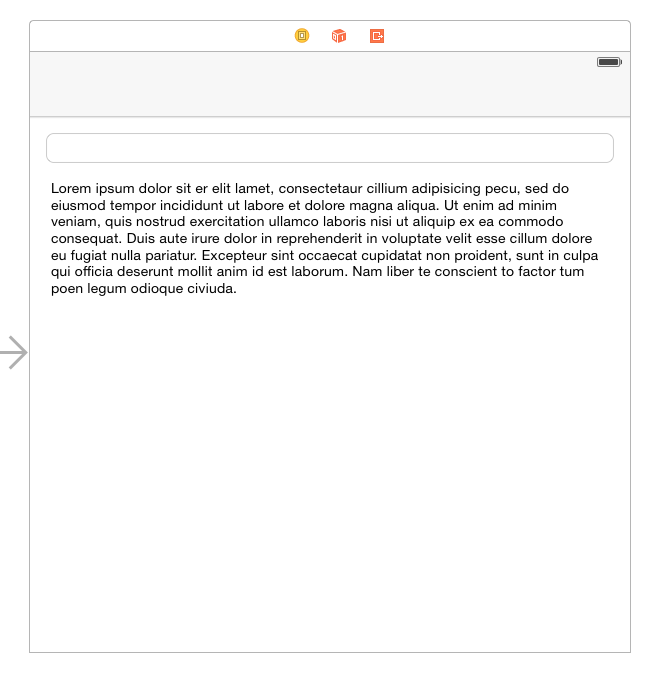 Lorem ipsum dolor sit er elit lamet, consectetaur cillium adipisicing pecu, sed do
eiusmod tempor incididunt ut labore et dolore magna aliqua. Ut enim ad minim
veniam, quis nostrud exercitation ullamco laboris nisi ut aliquip ex ea commodo
consequat. Duis aute irure dolor in reprehenderit in voluptate velit esse cillum dolore
eu fugiat nulla pariatur. Excepteur sint occaecat cupidatat non proident, sunt in culpa
qui officia deserunt mollit anim id est laborum. Nam liber te conscient to factor tum
poen legum odioque civiuda.